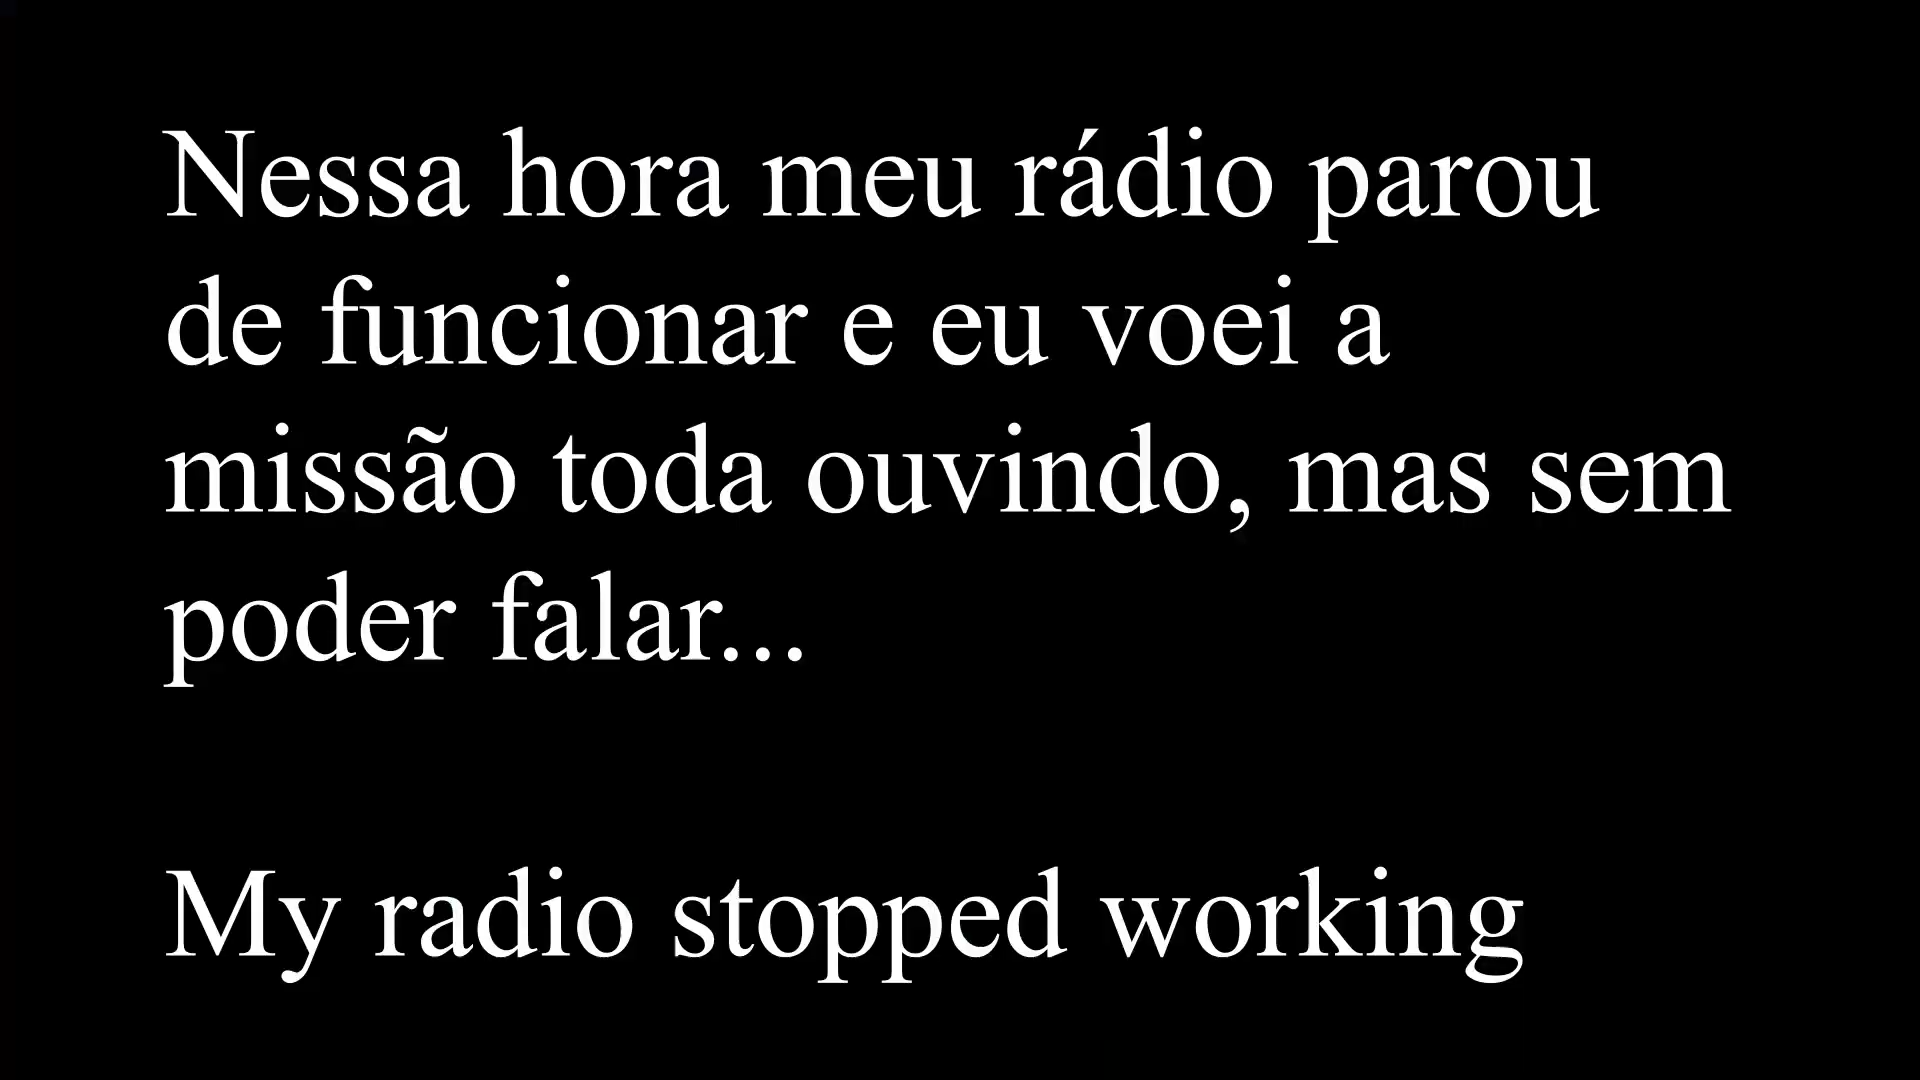 Nessa hora meu rádio parou
de funcionar e eu voei a
missão toda ouvindo, mas sem
poder falar...
My radio stopped working